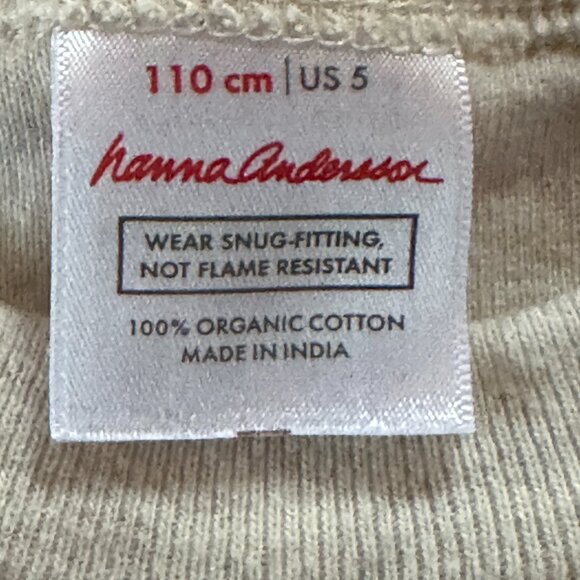 110 cm | US 5
hanna Andersson
WEAR SNUG-FITTING,
NOT FLAME RESISTANT
100% ORGANIC COTTON
MADE IN INDIA